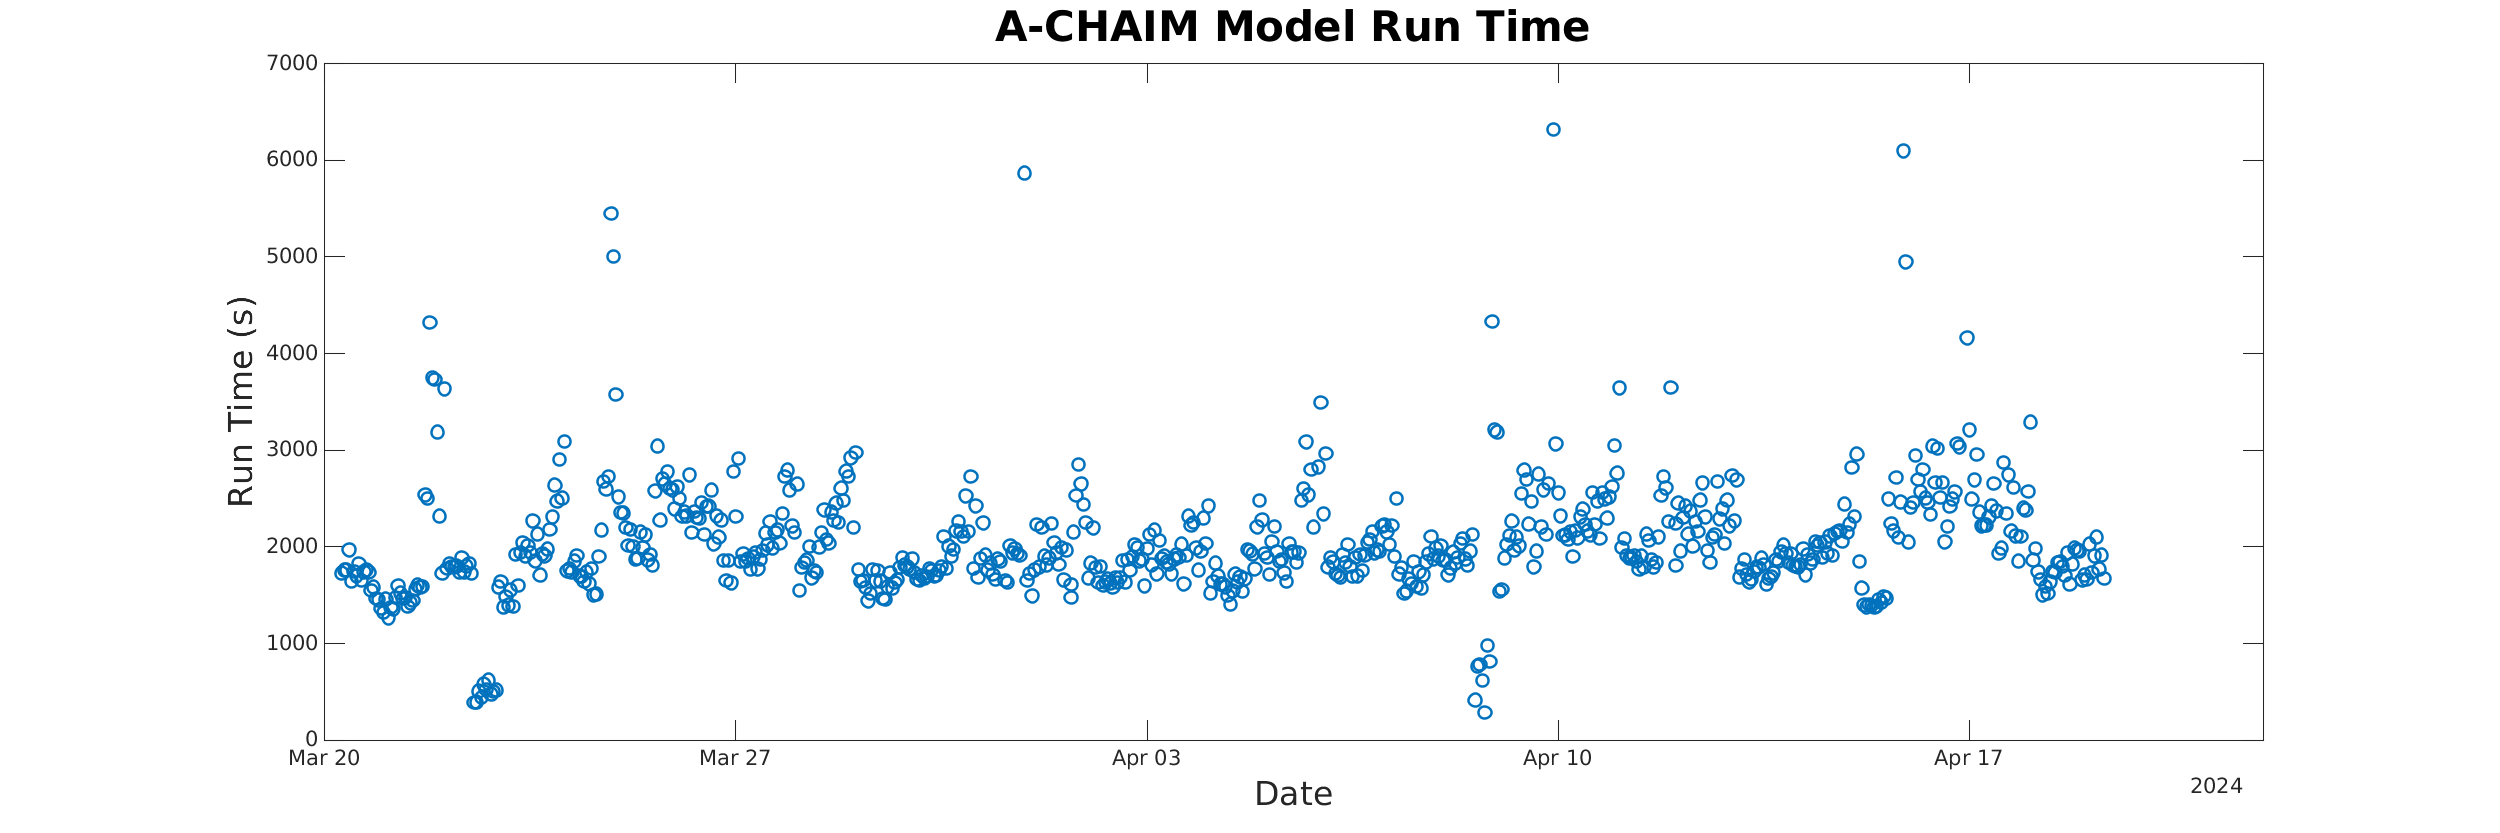 A-CHAIM Model Run Time
7000
6000
5000
4000
3000
2000
1000
0
Run Time (s)
Mar 20
Mar 27
Apr 03
Apr 10
Apr 17
2024
Date